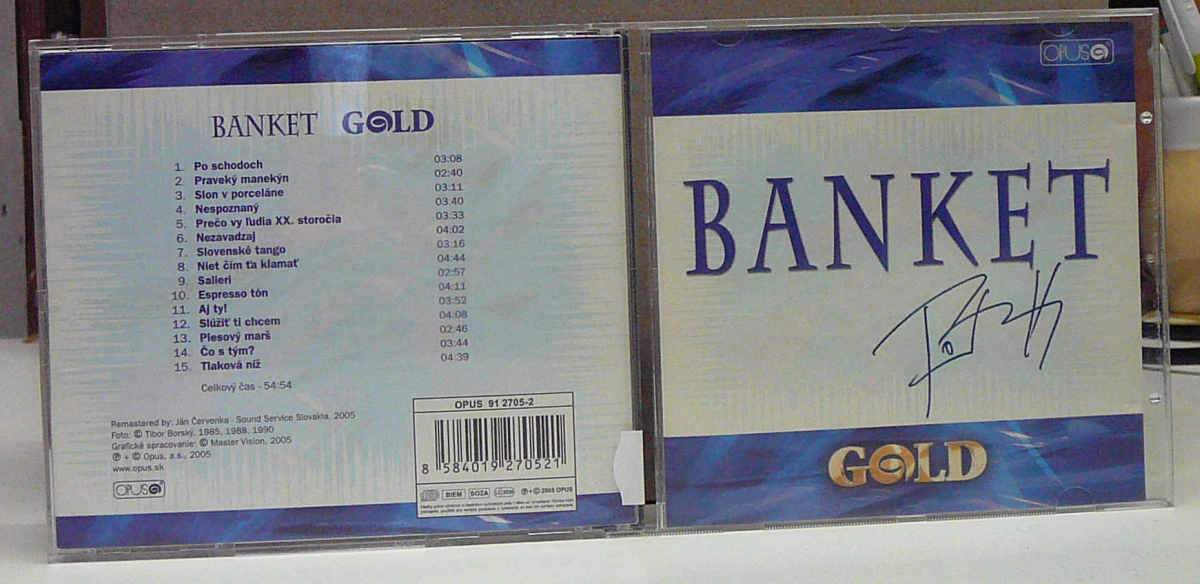 BANKET GOLD
1. Po schodoch 03:08
2. Praveký manekýn 02:40
3. Slon v porceláne 03:11
4. Nespoznaný 03:40
5. Prečo vy ľudia XX. storočia 03:33
6. Nezavadzaj 04:02
7. Slovenské tango 03:16
8. Niet čím ťa klamať 04:44
9. Salieri 02:57
10. Espresso tón 04:11
11. Aj ty! 03:52
12. Slúžiť ti chcem 04:08
13. Plesový marš 02:46
14. Čo s tým? 03:44
15. Tlaková níž 04:39
Celkový čas - 54:54
Remastered by: Ján Červenka - Sound Service Slovakia, 2005
Foto: © Tibor Borský, 1985, 1988, 1990
Grafické spracovanie: © Master Vision, 2005
℗ + © Opus, a.s., 2005
www.opus.sk
OPUS
OPUS 91 2705-2
8 584019 270521
BIEM SOZA ℗ + © 2005 OPUS
OPUS
BANKET
GOLD